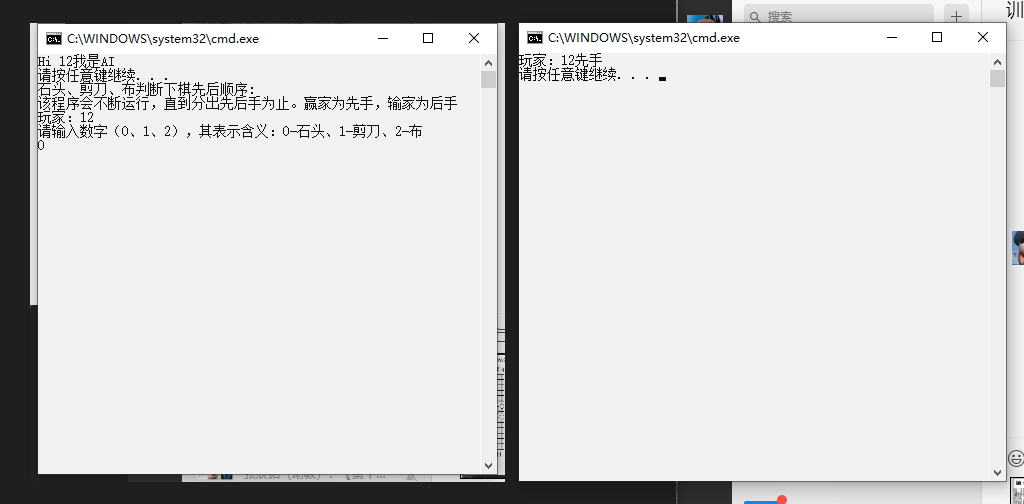 C:\WINDOWS\system32\cmd.exe
Hi 12我是AI
请按任意键继续. . .
石头、剪刀、布判断下棋先后顺序:
该程序会不断运行，直到分出先后手为止。赢家为先手，输家为后手
玩家: 12
请输入数字（0、1、2），其表示含义: 0-石头、1-剪刀、2-布
0
C:\WINDOWS\system32\cmd.exe
玩家: 12先手
请按任意键继续. . .
搜索
训